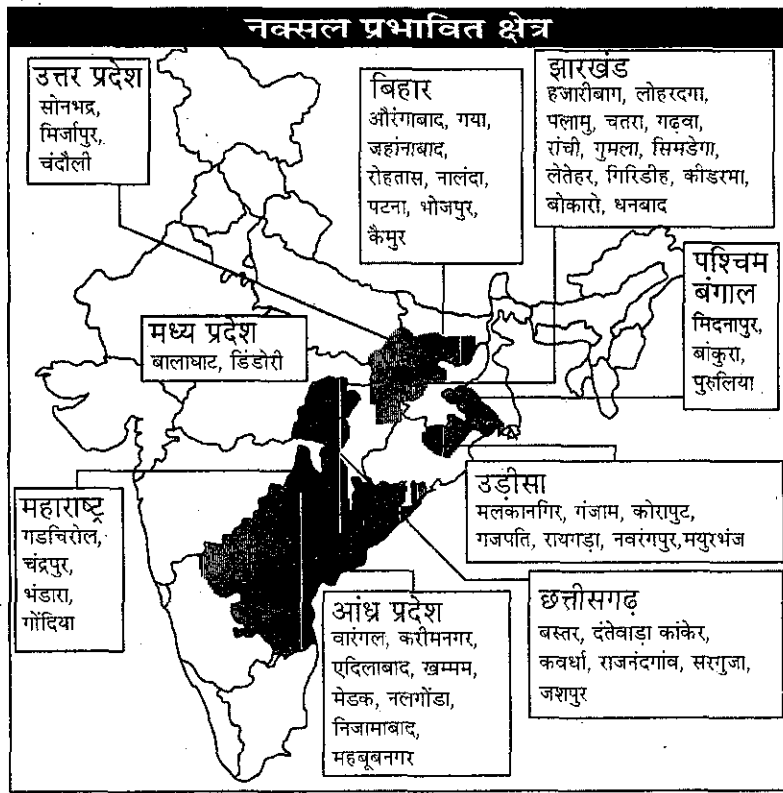 नक्सल प्रभावित क्षेत्र
उत्तर प्रदेश
सोनभद्र,
मिर्जापुर,
चंदौली
बिहार
औरंगाबाद, गया,
जहांनाबाद,
रोहतास, नालंदा,
पटना, भोजपुर,
कैमुर
झारखंड
हजारीबाग, लोहरदगा,
पलामु, चतरा, गढ़वा,
रांची, गुमला, सिमडेगा,
लेतेहर, गिरिडीह, कीडरमा,
बोकारो, धनबाद
पश्चिम
बंगाल
मिदनापुर,
बांकुरा,
पुरुलिया
मध्य प्रदेश
बालाघाट, डिंडोरी
उड़ीसा
मलकानगिर, गंजाम, कोरापुट,
गजपति, रायगड़ा, नवरंगपुर,मयुरभंज
महाराष्ट्र
गडचिरोल,
चंद्रपुर,
भंडारा,
गोंदिया
आंध्र प्रदेश
वारंगल, करीमनगर,
एदिलाबाद, खम्मम,
मेडक, नलगोंडा,
निजामाबाद,
महबूबनगर
छत्तीसगढ़
बस्तर, दंतेवाडा कांकेर,
कवर्धा, राजनंदगांव, सरगुजा,
जशपुर